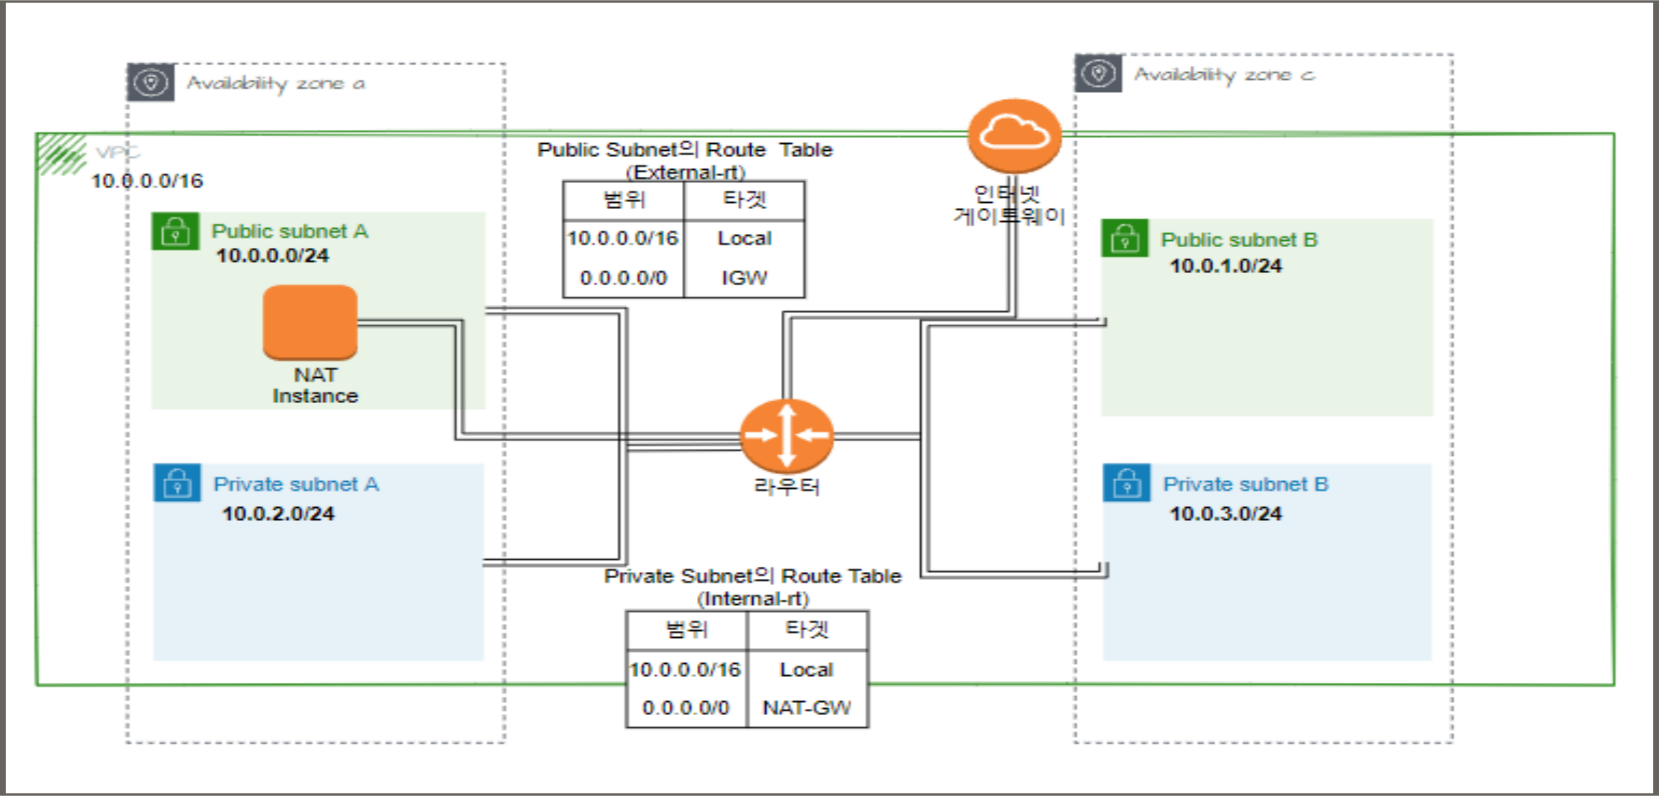 Availability zone a
Availability zone c
VPC
10.0.0.0/16
Public Subnet의 Route Table
(External-rt)
범위 타겟
10.0.0.0/16 Local
0.0.0.0/0 IGW
인터넷
게이트웨이
Public subnet A
10.0.0.0/24
NAT
Instance
Public subnet B
10.0.1.0/24
라우터
Private subnet A
10.0.2.0/24
Private subnet B
10.0.3.0/24
Private Subnet의 Route Table
(Internal-rt)
범위 타겟
10.0.0.0/16 Local
0.0.0.0/0 NAT-GW